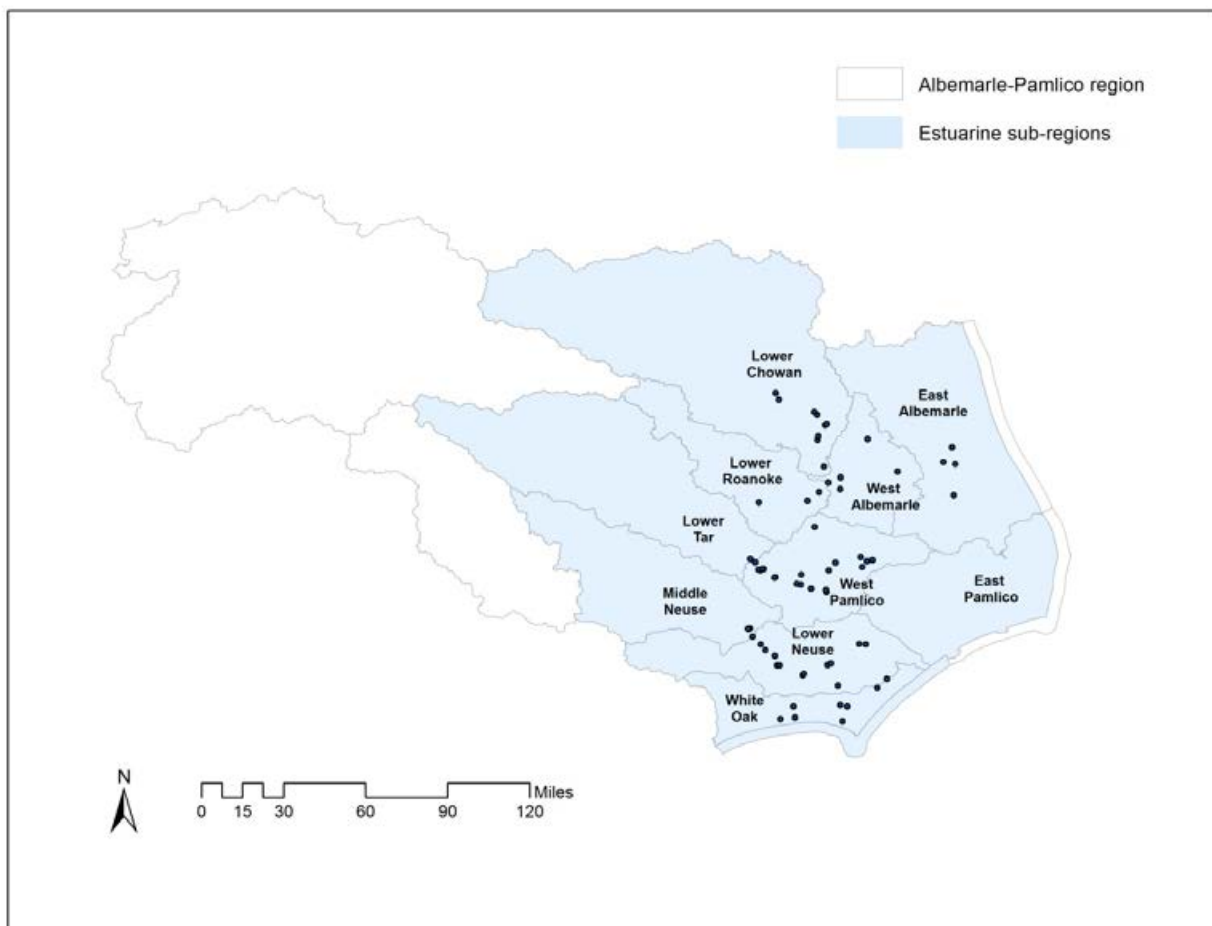 Albemarle-Pamlico region
Estuarine sub-regions
Lower
Chowan
East
Albemarle
Lower
Roanoke
West
Albemarle
Lower
Tar
West
Pamlico
East
Pamlico
Middle
Neuse
Lower
Neuse
White
Oak
N
Miles
0 15 30 60 90 120